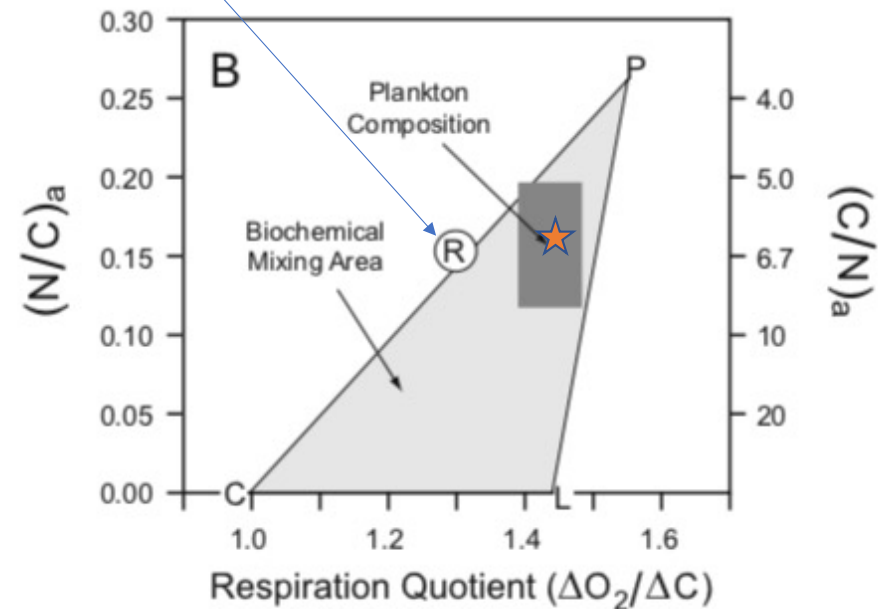 0.30
0.25
0.20
0.15
0.10
0.05
0.00
(N/C)a
B
P
Plankton
Composition
Biochemical
Mixing Area
R
C
L
4.0
5.0
6.7
10
20
(C/N)a
1.0 1.2 1.4 1.6
Respiration Quotient (ΔO₂/ΔC)